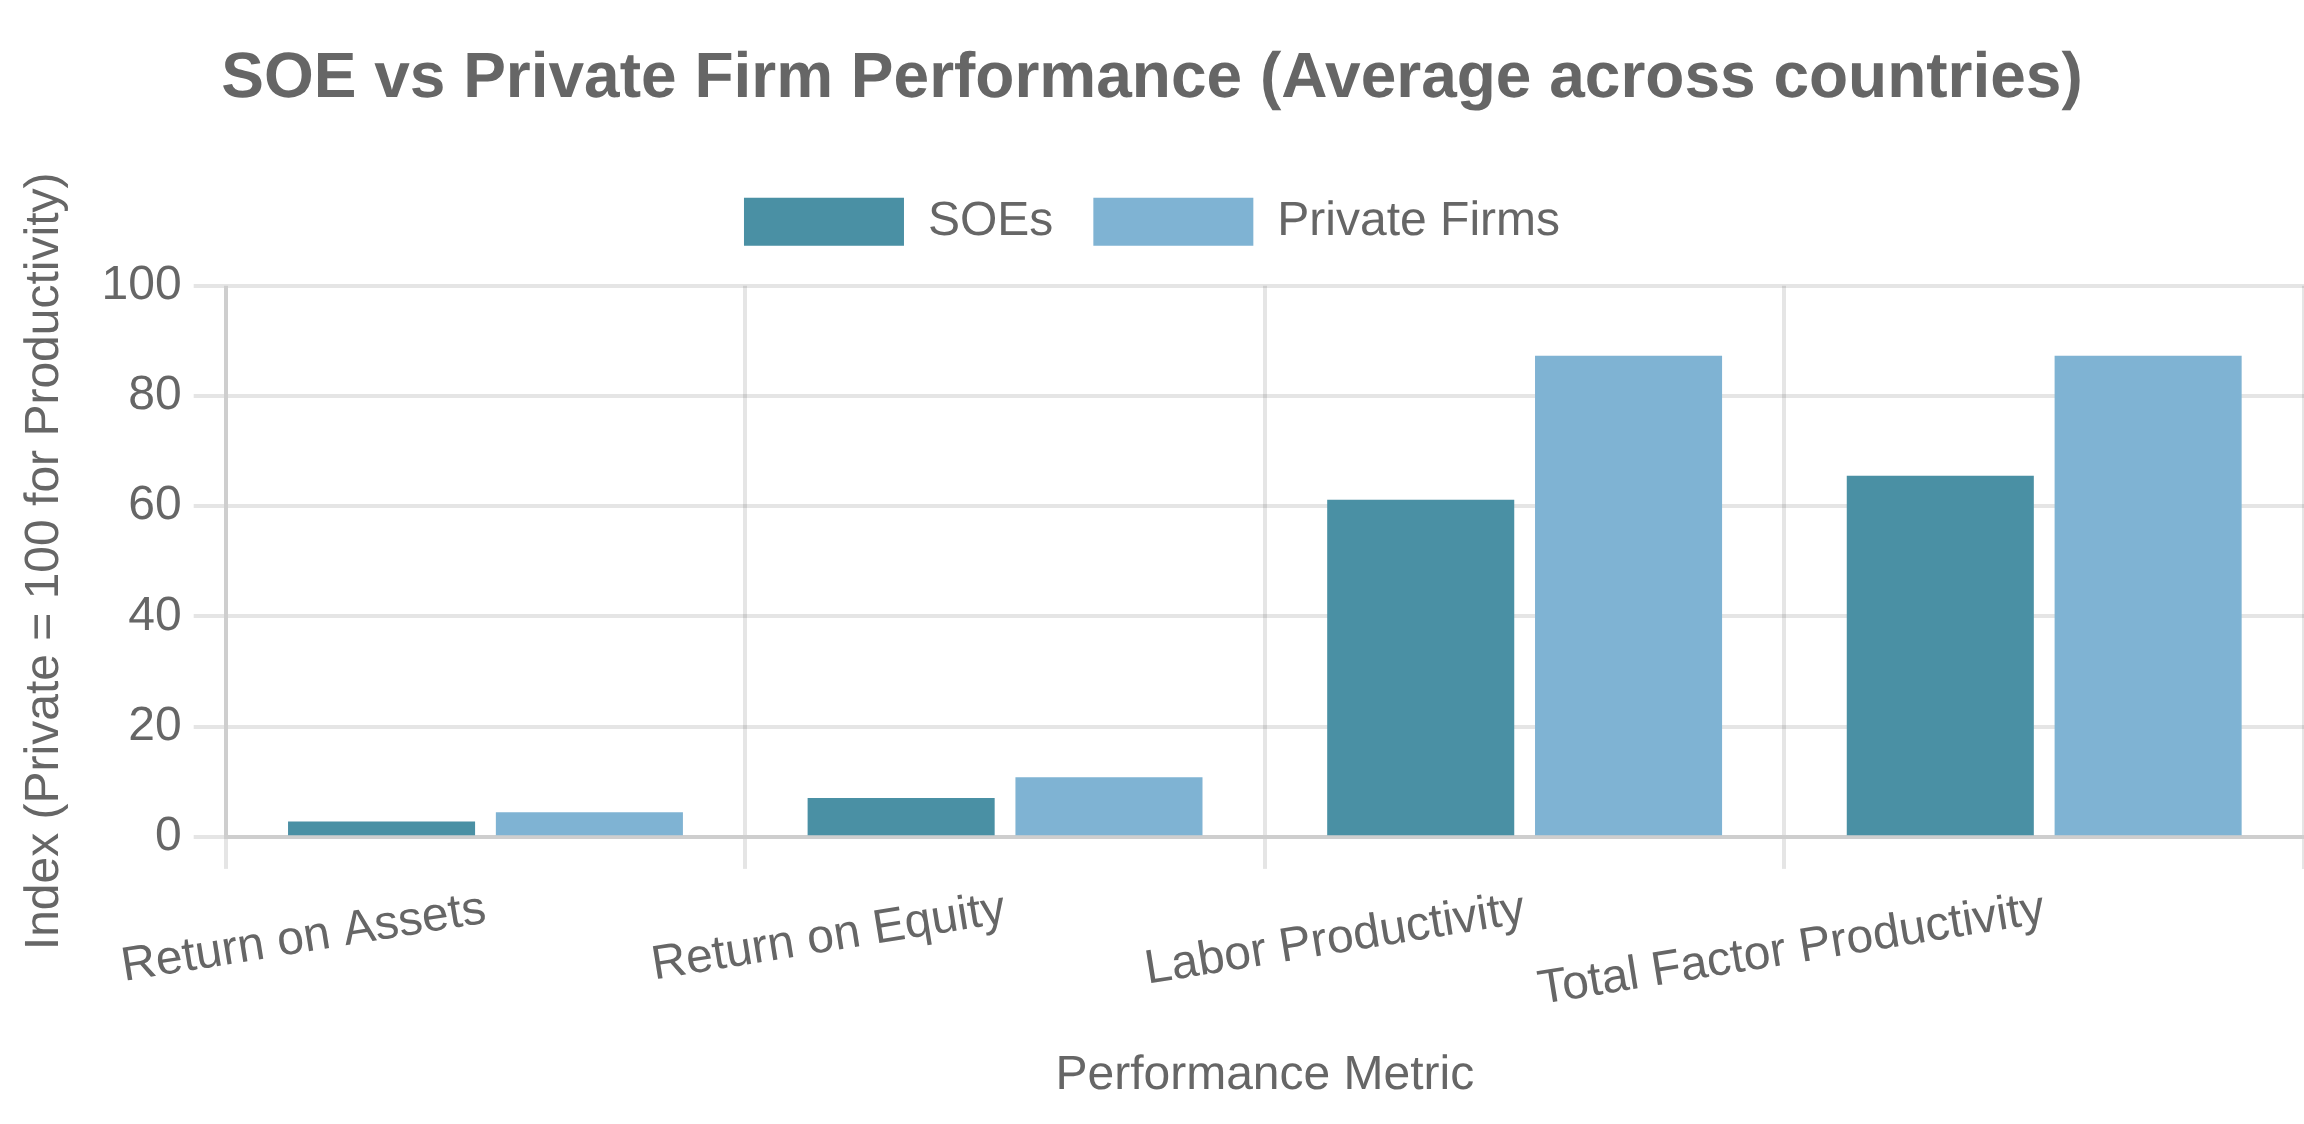 SOE vs Private Firm Performance (Average across countries)
SOEs
Private Firms
Index (Private = 100 for Productivity)
100
80
60
40
20
0
Return on Assets
Return on Equity
Labor Productivity
Total Factor Productivity
Performance Metric